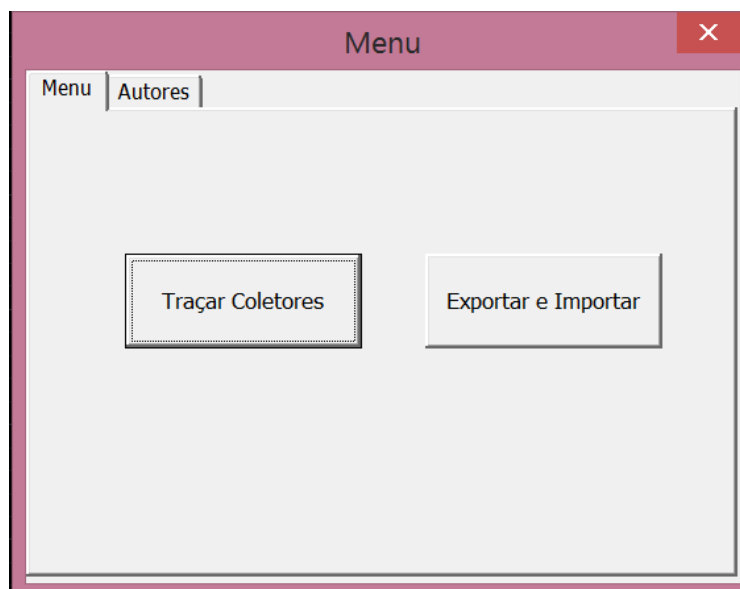 Menu
Menu
Autores
Traçar Coletores
Exportar e Importar